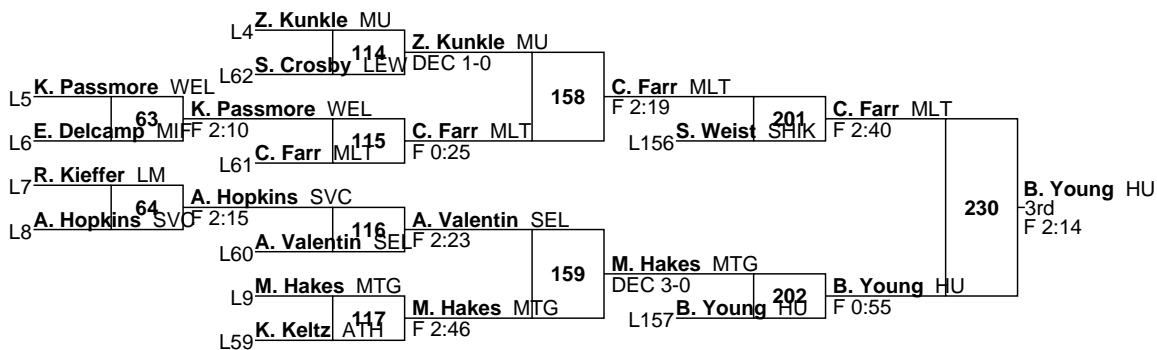 L4 Z. Kunkle MU
114
L62 S. Crosby LEW
Z. Kunkle MU
DEC 1-0
L5 K. Passmore WEL
63
L6 E. Delcamp MIF
K. Passmore WEL
F 2:10
115
L61 C. Farr MLT
C. Farr MLT
F 0:25
158
C. Farr MLT
F 2:19
201
L156 S. Weist SHIK
C. Farr MLT
F 2:40
L7 R. Kieffer LM
64
L8 A. Hopkins SVC
A. Hopkins SVC
F 2:15
116
L60 A. Valentin SEL
A. Valentin SEL
F 2:23
159
L9 M. Hakes MTG
117
L59 K. Keltz ATH
M. Hakes MTG
F 2:46
M. Hakes MTG
DEC 3-0
202
L157 B. Young HU
B. Young HU
F 0:55
230
B. Young HU
3rd
F 2:14